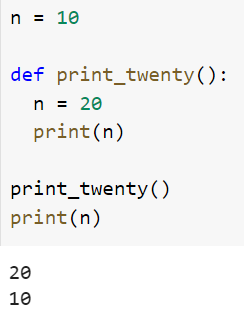 n = 10
def print_twenty():
  n = 20
  print(n)
print_twenty()
print(n)
20
10